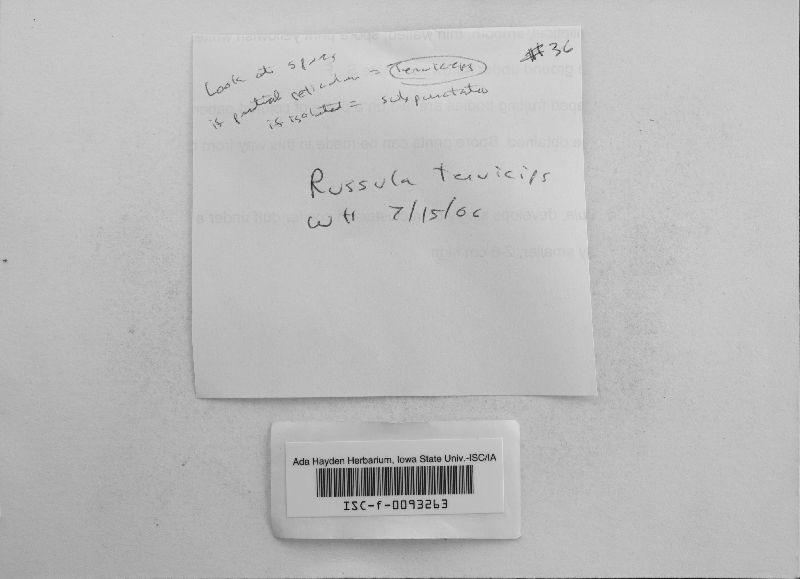 #36
Look at spores
if partial reticulum = tenuiceps
if isolated = subpunctata
Russula tenuiceps
WH 7/15/06
Ada Hayden Herbarium, Iowa State Univ.-ISC/IA
ISC-f-0093263